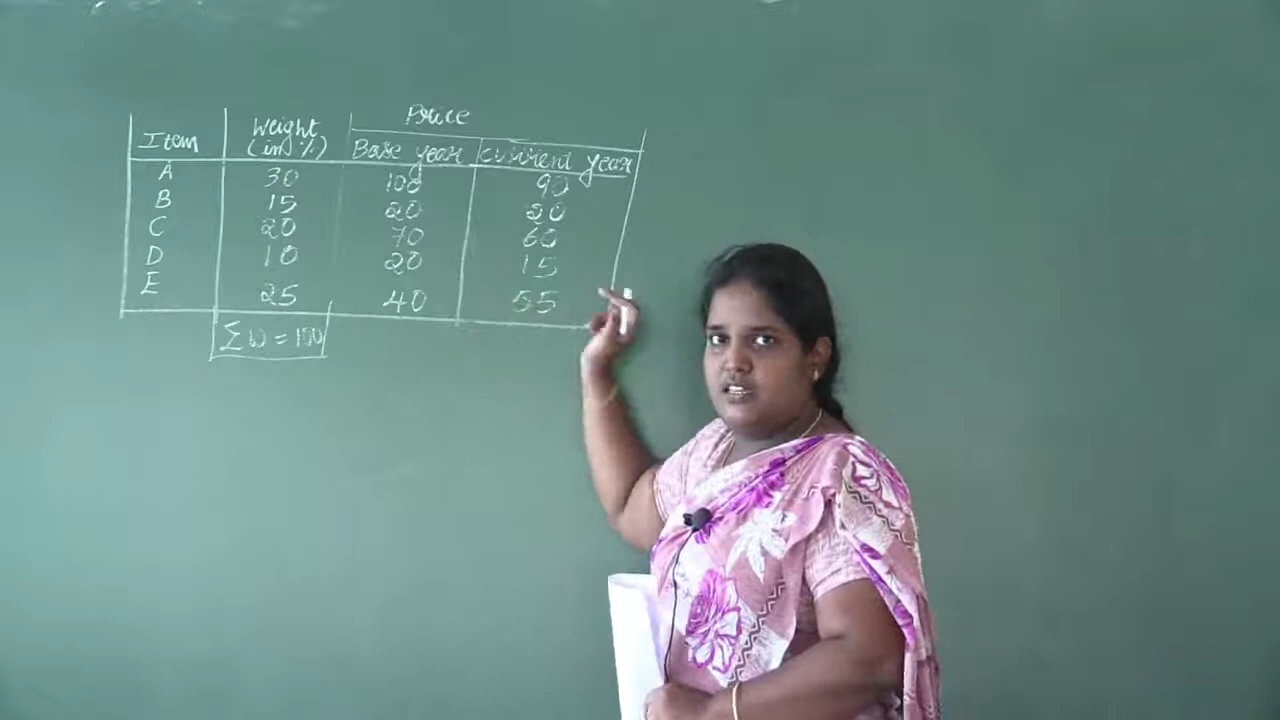 Price
Item Weight (in %) Base year Current year
A 30 100 90
B 15 20 20
C 20 70 60
D 10 20 15
E 25 40 55
Σw = 100